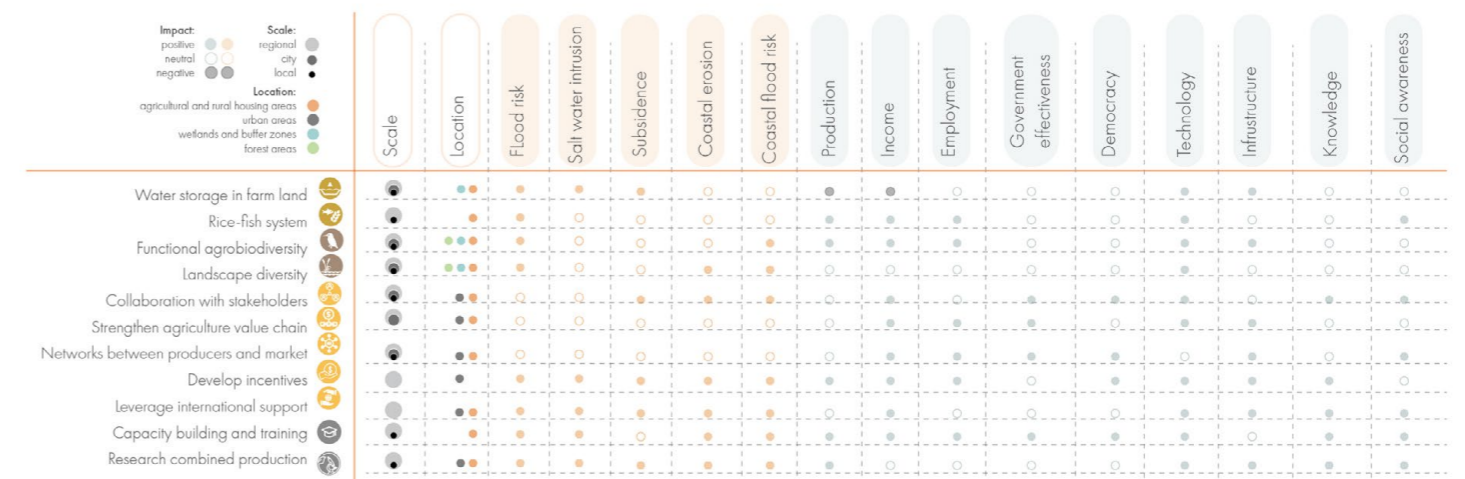 Impact:
positive
neutral
negative
Scale:
regional
city
local
Location:
agricultural and rural housing areas
urban areas
wetlands and buffer zones
forest areas
Scale
Location
FLood risk
Salt water intrusion
Subsidence
Coastal erosion
Coastal flood risk
Production
Income
Employment
Government
effectiveness
Democracy
Technology
Infrustructure
Knowledge
Social awareness
Water storage in farm land
Rice-fish system
Functional agrobiodiversity
Landscape diversity
Collaboration with stakeholders
Strengthen agriculture value chain
Networks between producers and market
Develop incentives
Leverage international support
Capacity building and training
Research combined production